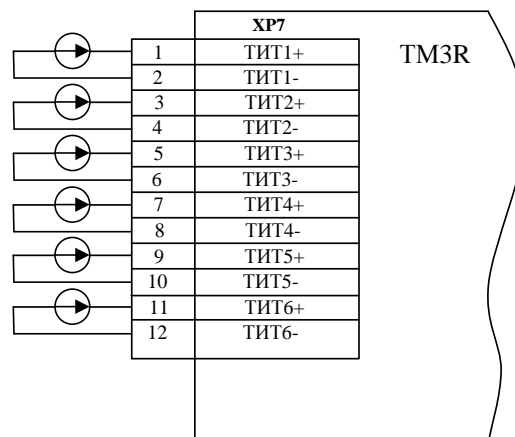 XP7
TM3R
1 ТИТ1+
2 ТИТ1-
3 ТИТ2+
4 ТИТ2-
5 ТИТ3+
6 ТИТ3-
7 ТИТ4+
8 ТИТ4-
9 ТИТ5+
10 ТИТ5-
11 ТИТ6+
12 ТИТ6-